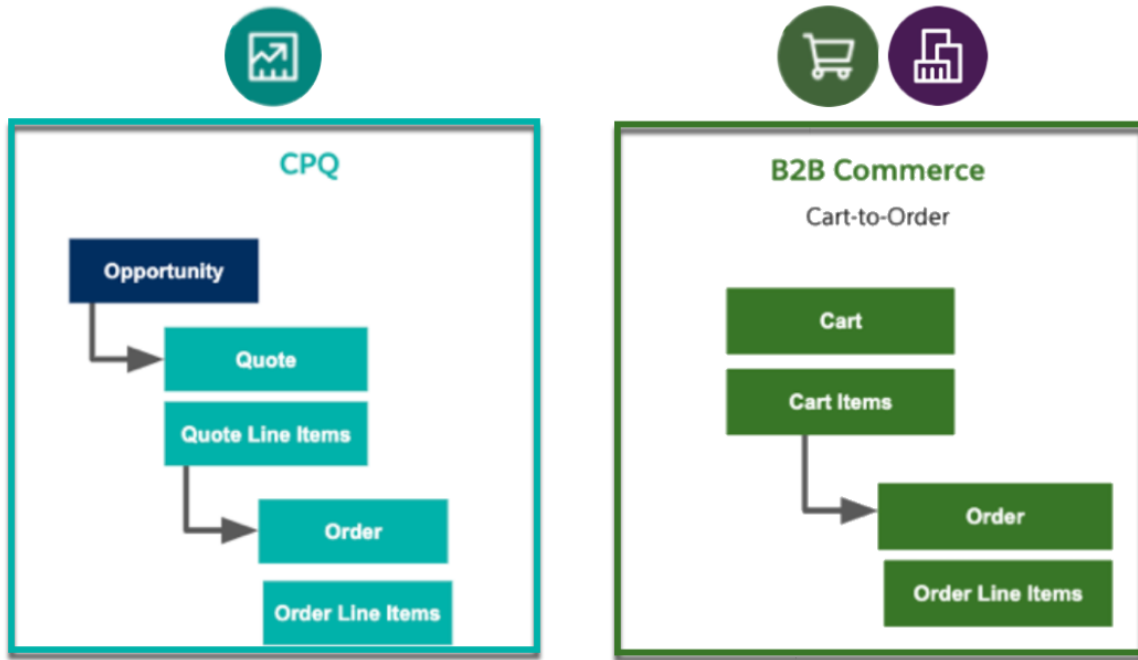 CPQ
Opportunity
Quote
Quote Line Items
Order
Order Line Items
B2B Commerce
Cart-to-Order
Cart
Cart Items
Order
Order Line Items